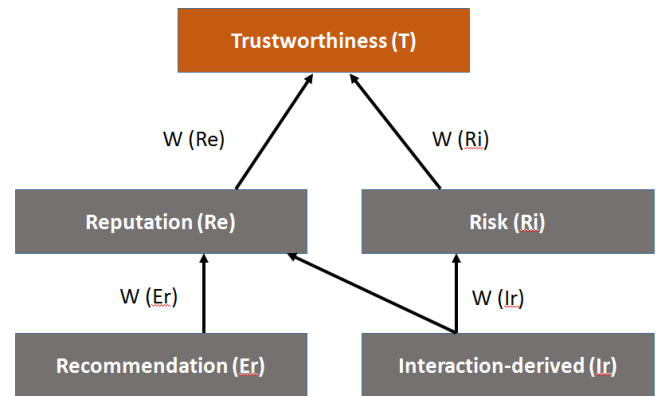 Trustworthiness (T)
W (Re)
W (Ri)
Reputation (Re)
Risk (Ri)
W (Er)
W (Ir)
Recommendation (Er)
Interaction-derived (Ir)